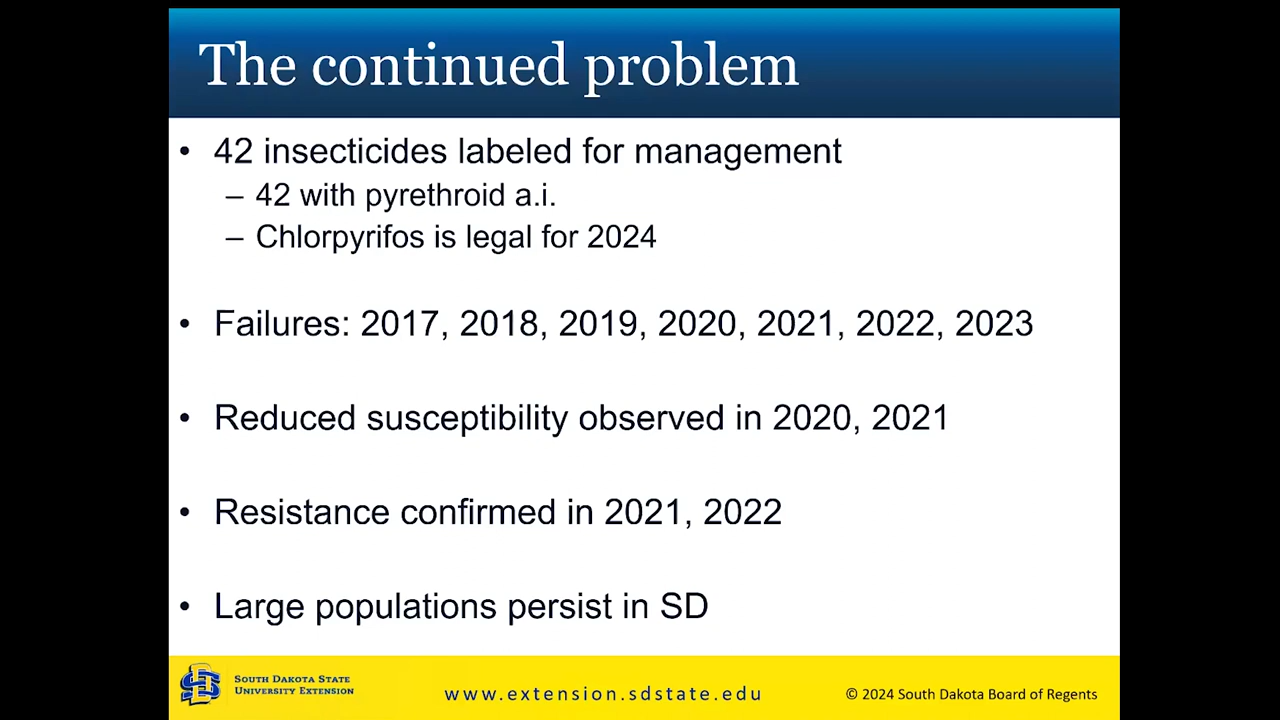 The continued problem
• 42 insecticides labeled for management
– 42 with pyrethroid a.i.
– Chlorpyrifos is legal for 2024
• Failures: 2017, 2018, 2019, 2020, 2021, 2022, 2023
• Reduced susceptibility observed in 2020, 2021
• Resistance confirmed in 2021, 2022
• Large populations persist in SD
SOUTH DAKOTA STATE
UNIVERSITY EXTENSION
www.extension.sdstate.edu
© 2024 South Dakota Board of Regents